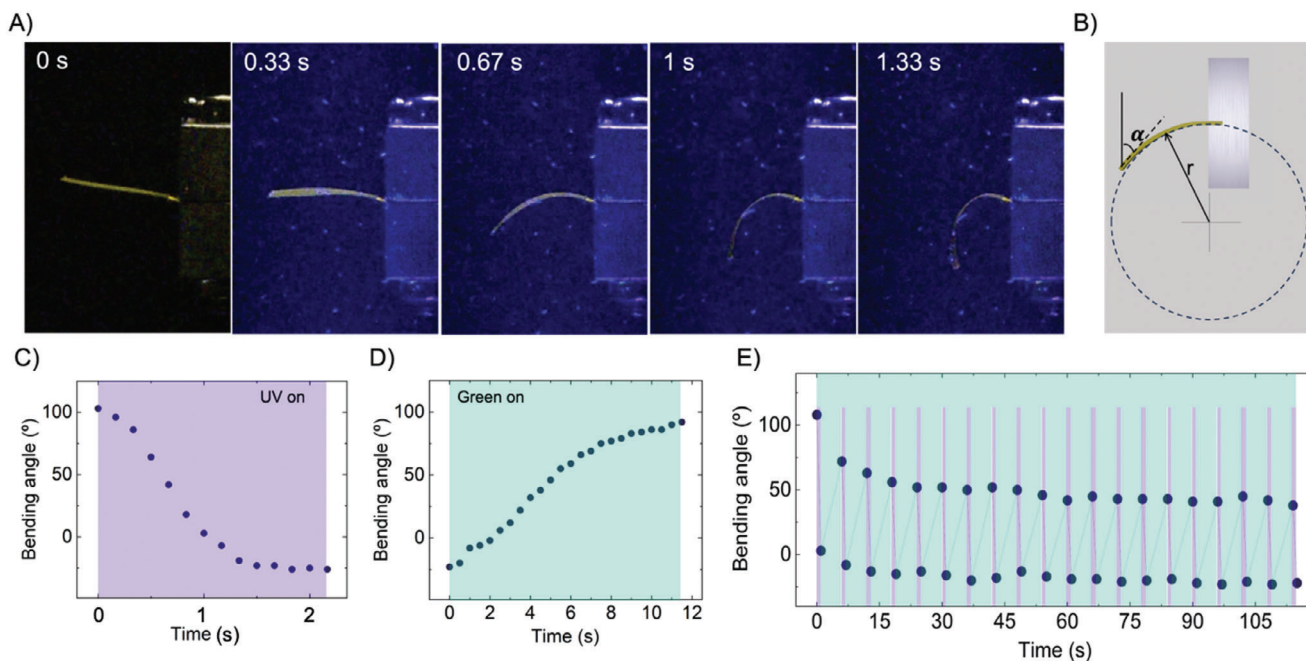 A)
B)
0 s
0.33 s
0.67 s
1 s
1.33 s
α
r
C)
D)
E)
UV on
Green on
Bending angle (º)
100
50
0
0
1
2
Time (s)
Bending angle (º)
100
50
0
0
2
4
6
8
10
12
Time (s)
Bending angle (º)
100
50
0
0
15
30
45
60
75
90
105
Time (s)